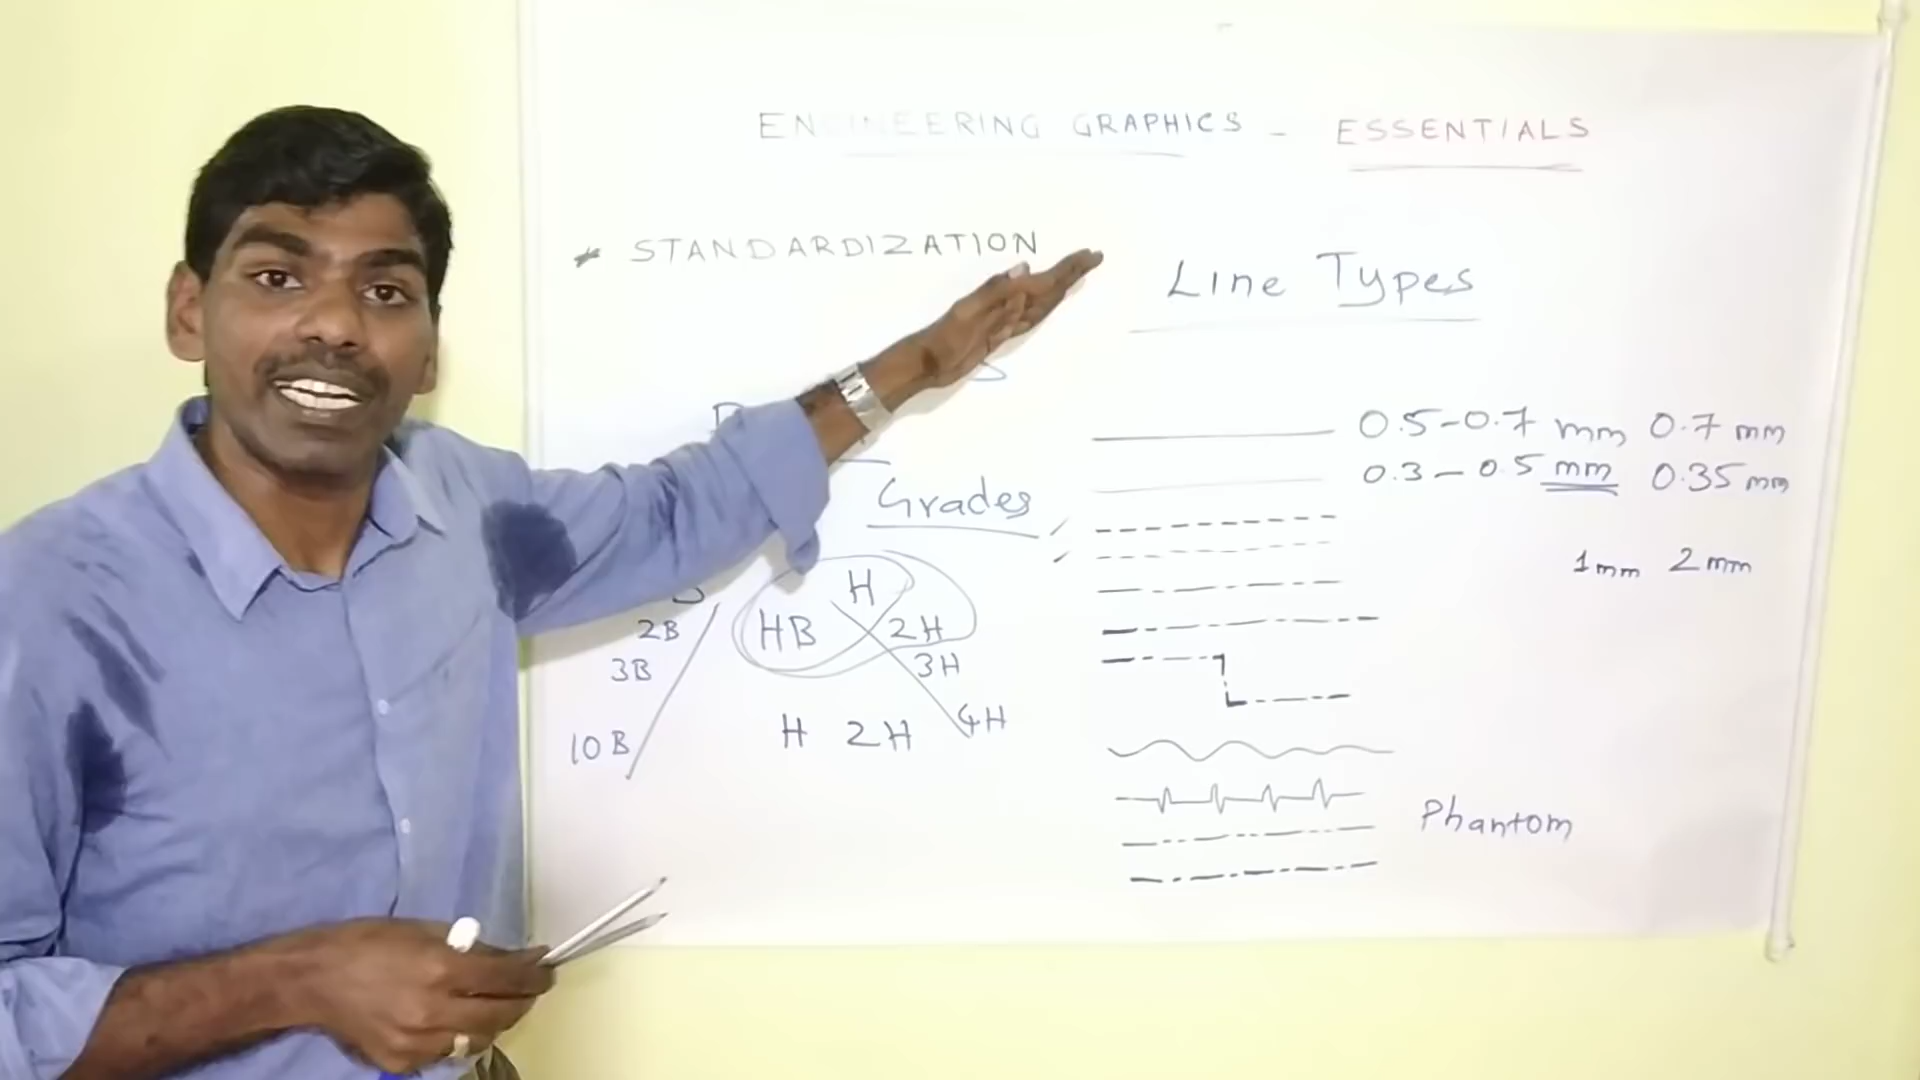 ENGINEERING GRAPHICS - ESSENTIALS
* STANDARDIZATION
Line Types
0.5-0.7 mm 0.7 mm
0.3-0.5 mm 0.35 mm
Grades
1mm 2mm
H
2B HB 2H
3B 3H
10B H 2H 4H
Phantom